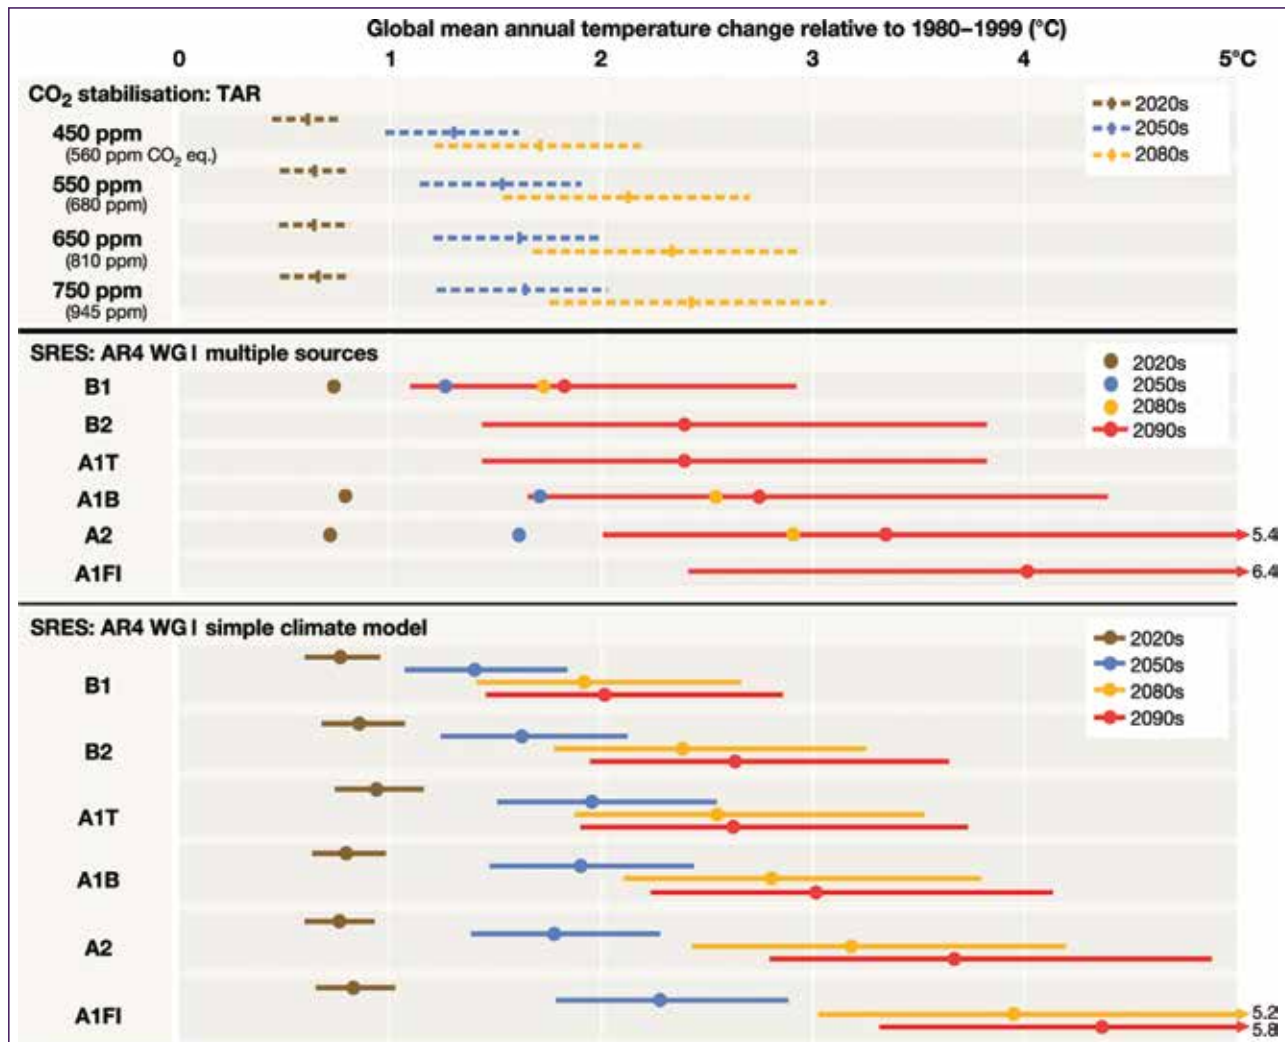 Global mean annual temperature change relative to 1980–1999 (°C)
0 1 2 3 4 5°C
CO₂ stabilisation: TAR
2020s
2050s
2080s
450 ppm
(560 ppm CO₂ eq.)
550 ppm
(680 ppm)
650 ppm
(810 ppm)
750 ppm
(945 ppm)
SRES: AR4 WG I multiple sources
2020s
2050s
2080s
2090s
B1
B2
A1T
A1B
A2
5.4
A1FI
6.4
SRES: AR4 WG I simple climate model
2020s
2050s
2080s
2090s
B1
B2
A1T
A1B
A2
A1FI
5.2
5.8